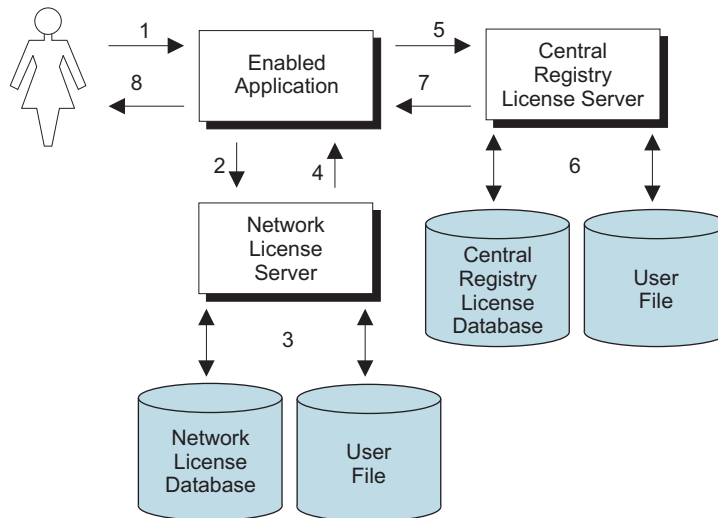 1
8
Enabled
Application
5
7
Central
Registry
License Server
2
4
6
Network
License
Server
Central
Registry
License
Database
User
File
3
Network
License
Database
User
File